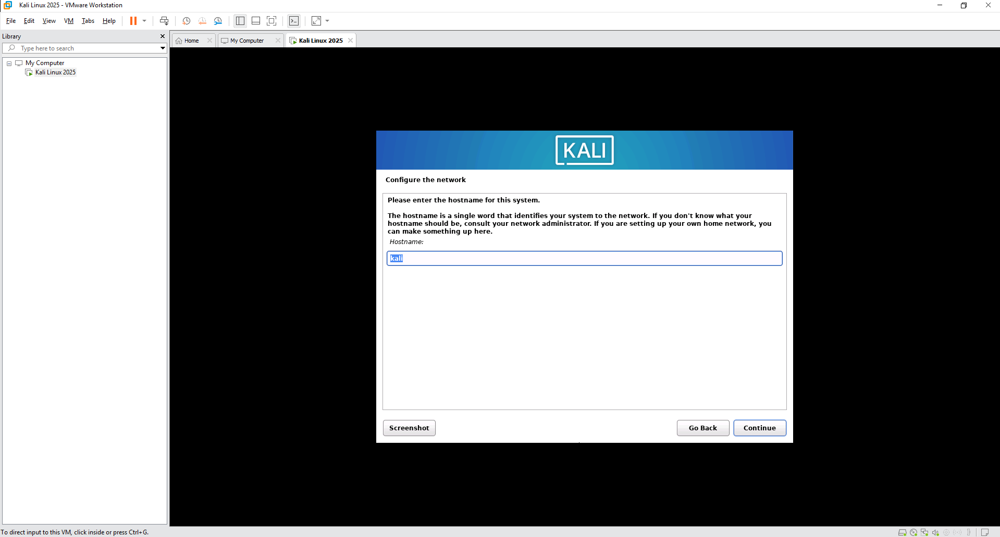 Kali Linux 2025 - VMware Workstation
File Edit View VM Tabs Help
Library
Type here to search
My Computer
Kali Linux 2025
Home
My Computer
Kali Linux 2025
KALI
Configure the network
Please enter the hostname for this system.
The hostname is a single word that identifies your system to the network. If you don't know what your
hostname should be, consult your network administrator. If you are setting up your own home network, you
can make something up here.
Hostname:
kali
Screenshot
Go Back
Continue
To direct input to this VM, click inside or press Ctrl+G.